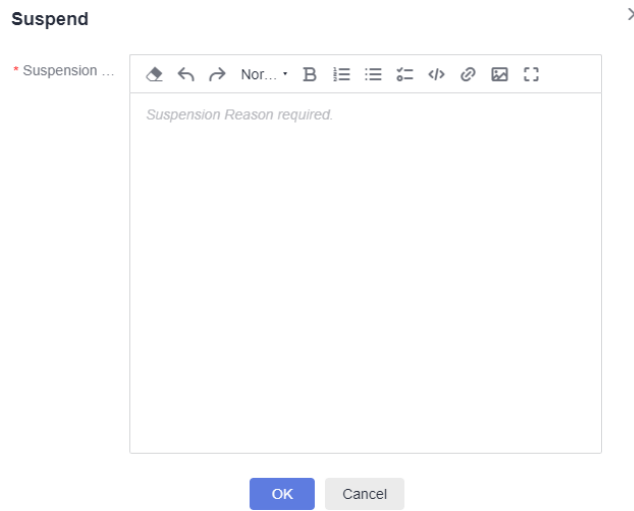 Suspend
* Suspension ...
Nor...
Suspension Reason required.
OK
Cancel